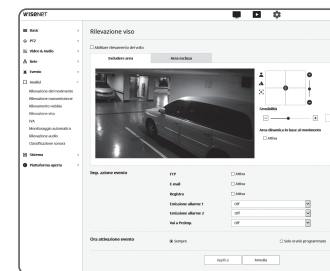 WISENET
Basic
PTZ
Video & Audio
Rete
Evento
Analisi
Rilevazione del movimento
Rilevazione manomissione
Rilevamento nebbia
Rilevazione viso
IVA
Monitoraggio automatico
Rilevazione audio
Classificazione sonora
Sistema
Piattaforma aperta
Rilevazione viso
Abilitare rilevamento del volto
Includere area
Area esclusa
Sensibilità
Area dinamica in base al movimento
Attiva
Imp. azione evento
FTP
Attiva
E-mail
Attiva
Registra
Attiva
Emissione allarme 1
Off
Emissione allarme 2
Off
Vai a PreImp.
Off
Ora attivazione evento
Sempre
Solo orario programmato
Applica
Annulla